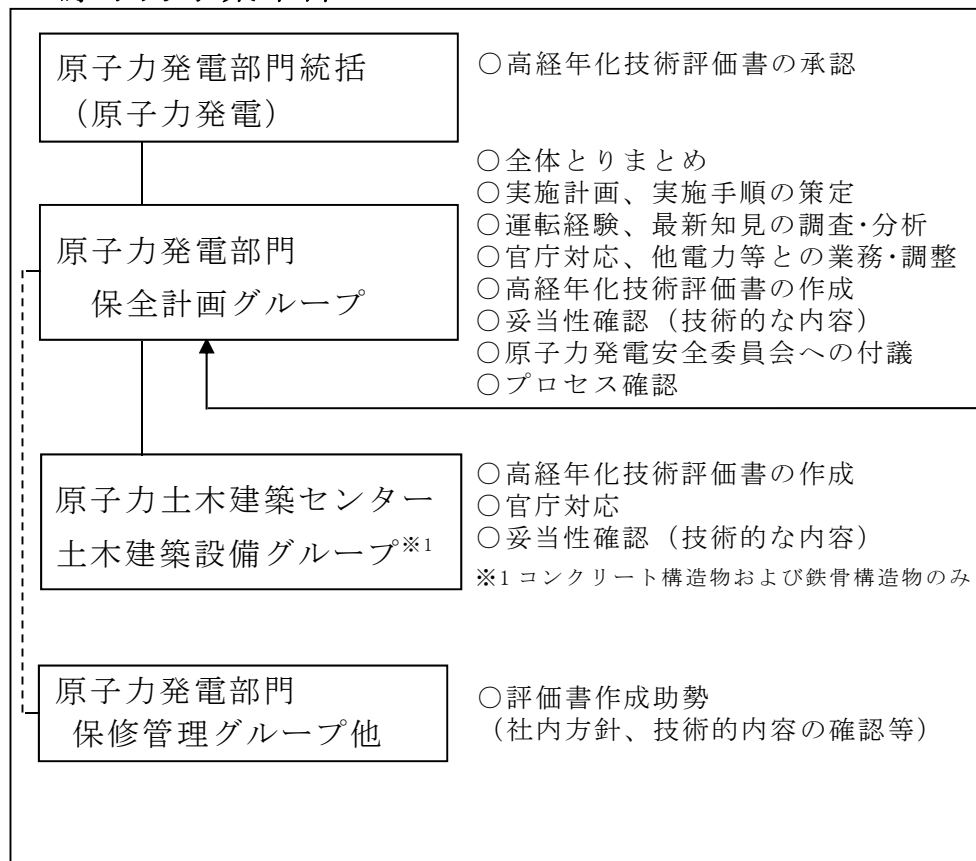 原子力発電部門統括
（原子力発電）
○高経年化技術評価書の承認
原子力発電部門
保全計画グループ
○全体とりまとめ
○実施計画、実施手順の策定
○運転経験、最新知見の調査･分析
○官庁対応、他電力等との業務･調整
○高経年化技術評価書の作成
○妥当性確認（技術的な内容）
○原子力発電安全委員会への付議
○プロセス確認
原子力土木建築センター
土木建築設備グループ※1
○高経年化技術評価書の作成
○官庁対応
○妥当性確認（技術的な内容）
※1 コンクリート構造物および鉄骨構造物のみ
原子力発電部門
保修管理グループ他
○評価書作成助勢
（社内方針、技術的内容の確認等）